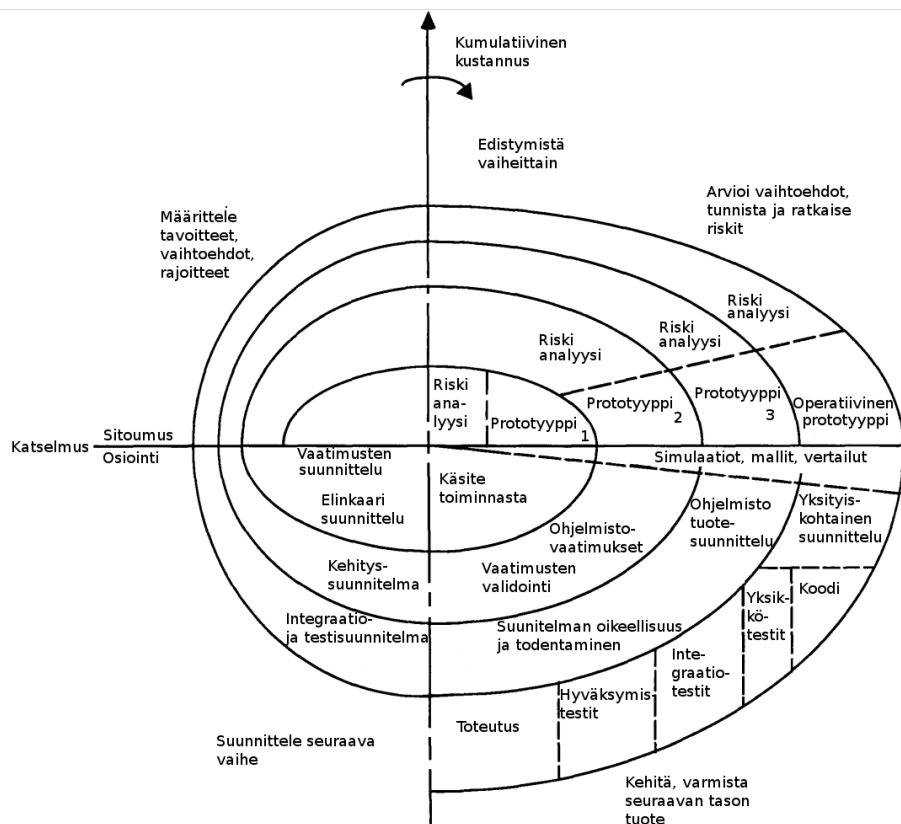 Kumulatiivinen
kustannus
Edistymistä
vaiheittain
Määrittele
tavoitteet,
vaihtoehdot,
rajoitteet
Arvioi vaihtoehdot,
tunnista ja ratkaise
riskit
Riski
analyysi
Riski
analyysi
Riski
analyysi
Riski
ana-
lyysi
Prototyyppi
1
Prototyyppi
2
Prototyyppi
3
Operatiivinen
prototyyppi
Katselmus
Sitoumus
Osiointi
Vaatimusten
suunnittelu
Elinkaari
suunnittelu
Käsite
toiminnasta
Simulaatiot, mallit, vertailut
Kehitys-
suunnitelma
Vaatimusten
validointi
Ohjelmisto-
vaatimukset
Ohjelmisto
tuote-
suunnittelu
Yksityis-
kohtainen
suunnittelu
Integraatio-
ja testisuunnitelma
Suunitelman oikeellisuus
ja todentaminen
Yksik-
kö-
testit
Koodi
Inte-
graatio-
testit
Hyväksymis-
testit
Toteutus
Suunnittele seuraava
vaihe
Kehitä, varmista
seuraavan tason
tuote